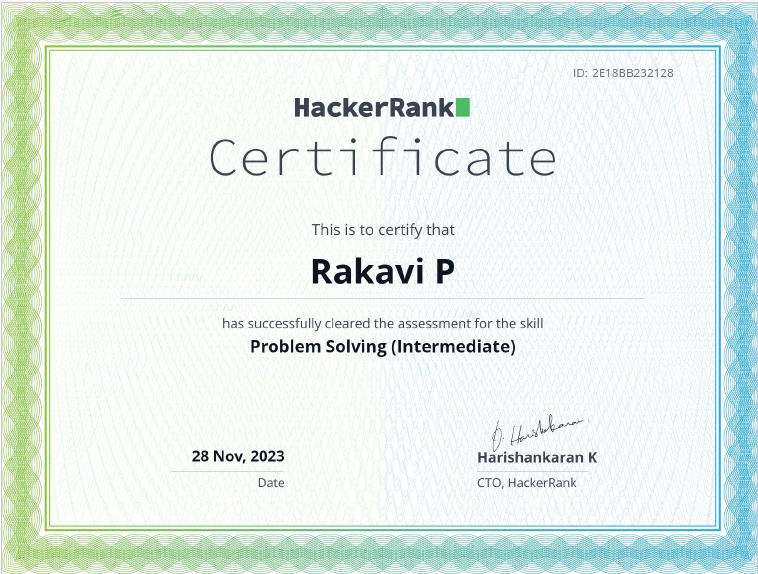 ID: 2E18BB232128
HackerRank
Certificate
This is to certify that
Rakavi P
has successfully cleared the assessment for the skill
Problem Solving (Intermediate)
28 Nov, 2023
Date
Harishankaran K
CTO, HackerRank